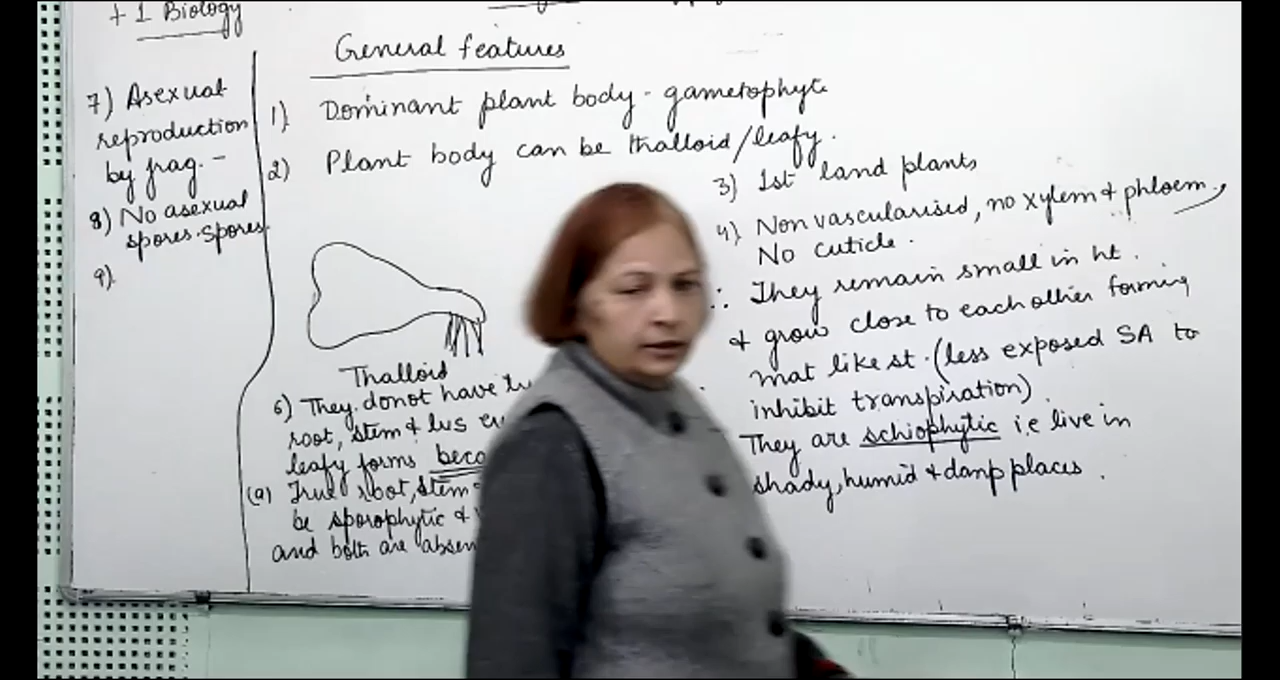 + 1 Biology
General features
7) Asexual
reproduction
by frag. -
8) No asexual
spores. Spores
9).
1). Dominant plant body - gametophyte
2) Plant body can be thalloid/leafy.
Thalloid
6) They donot have
root, stem & lvs
leafy forms
(a) True root, stem
be sporophytic &
and both are absen
3) 1st land plants
4). Non vascularised, no xylem & phloem,
No cuticle.
∴ They remain small in ht.
& grow close to each other forming
mat like st. (less exposed SA to
inhibit transpiration)
They are schiophytic i.e live in
shady, humid & damp places.